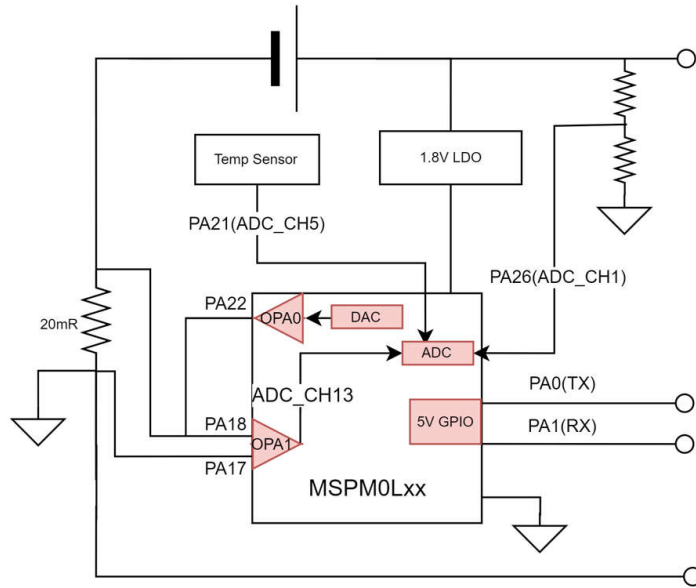 Temp Sensor
1.8V LDO
PA21(ADC_CH5)
PA26(ADC_CH1)
20mR
PA22
OPA0
DAC
ADC
ADC_CH13
PA0(TX)
5V GPIO
PA1(RX)
PA18
OPA1
PA17
MSPM0Lxx